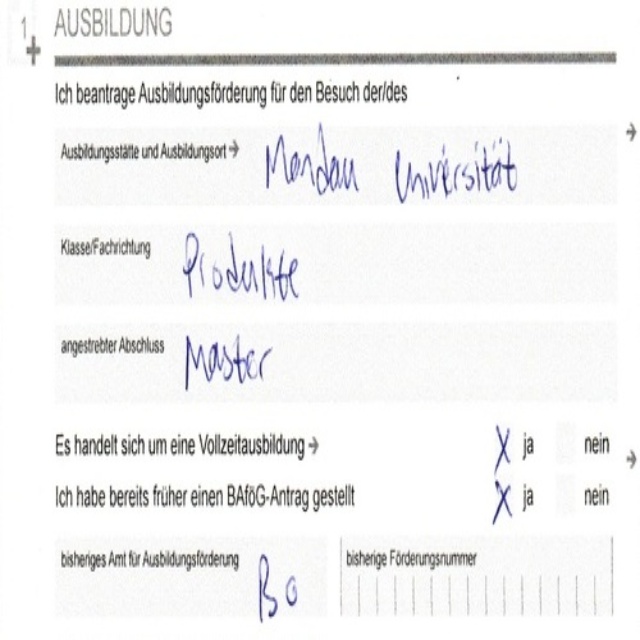 1 AUSBILDUNG
Ich beantrage Ausbildungsförderung für den Besuch der/des
Ausbildungsstätte und Ausbildungsort → Mondau Universität
Klasse/Fachrichtung Produkte
angestrebter Abschluss Master
Es handelt sich um eine Vollzeitausbildung → X ja nein
Ich habe bereits früher einen BAföG-Antrag gestellt X ja nein
bisheriges Amt für Ausbildungsförderung Bo bisherige Förderungsnummer